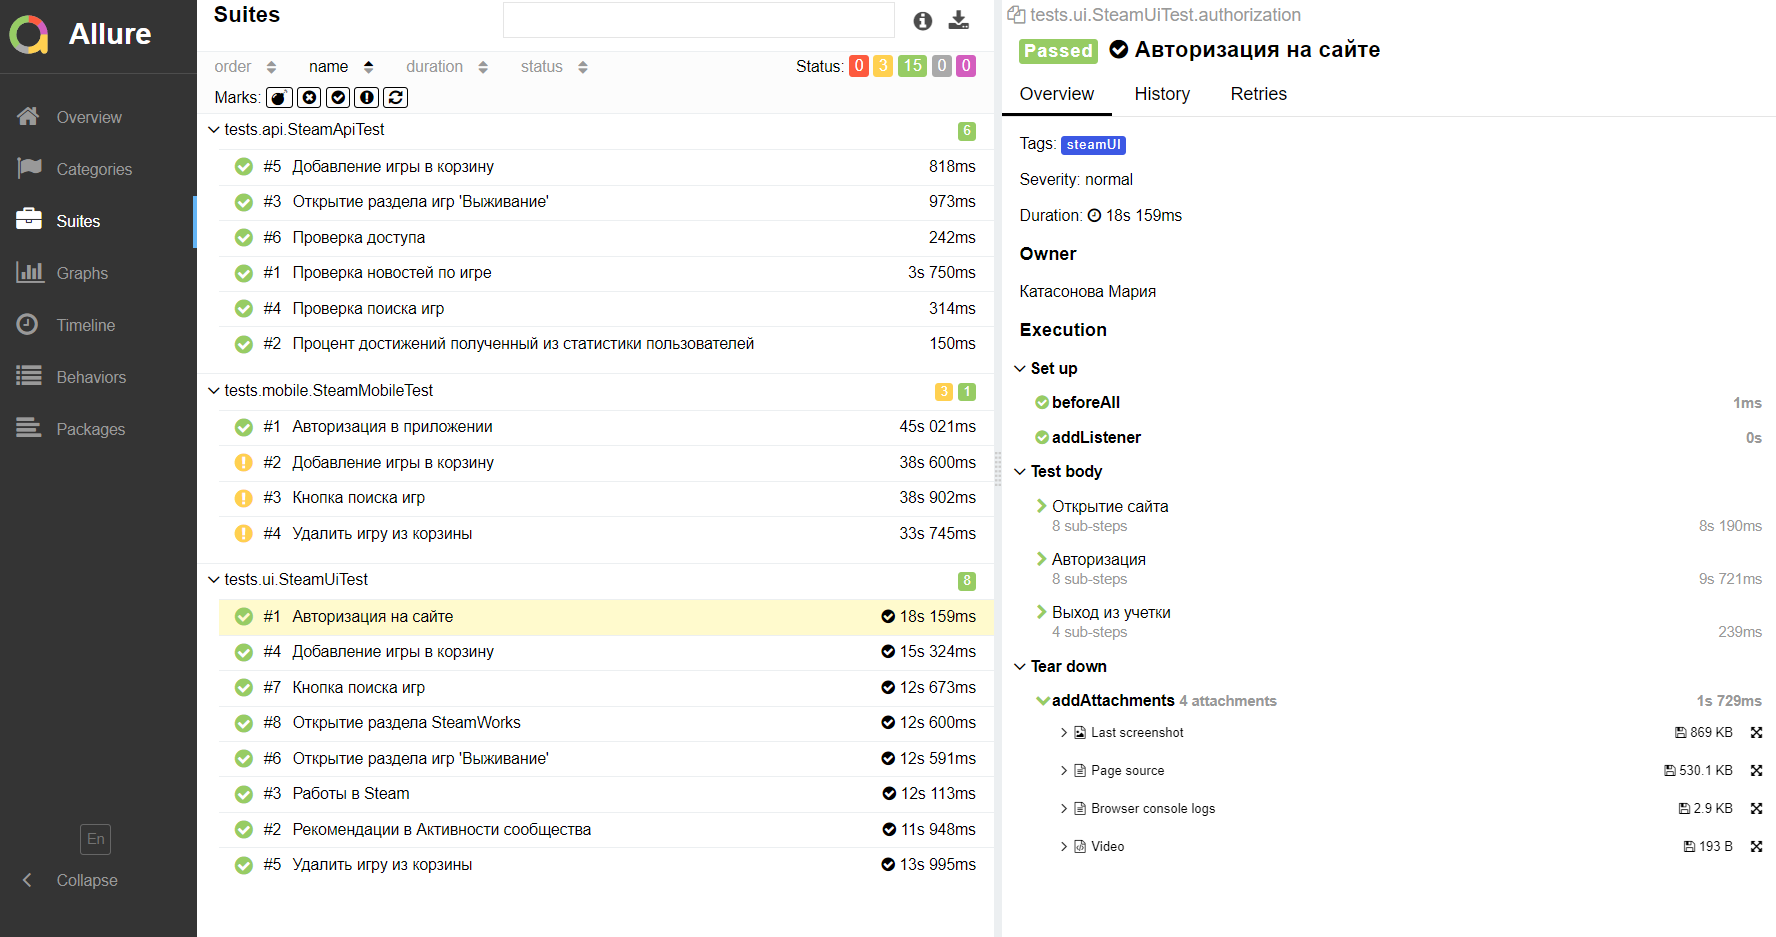 Allure
Overview
Categories
Suites
Graphs
Timeline
Behaviors
Packages
En
Collapse
Suites
order name duration status Status: 0 3 15 0 0
Marks:
tests.api.SteamApiTest 6
#5 Добавление игры в корзину 818ms
#3 Открытие раздела игр 'Выживание' 973ms
#6 Проверка доступа 242ms
#1 Проверка новостей по игре 3s 750ms
#4 Проверка поиска игр 314ms
#2 Процент достижений полученный из статистики пользователей 150ms
tests.mobile.SteamMobileTest 3 1
#1 Авторизация в приложении 45s 021ms
#2 Добавление игры в корзину 38s 600ms
#3 Кнопка поиска игр 38s 902ms
#4 Удалить игру из корзины 33s 745ms
tests.ui.SteamUiTest 8
#1 Авторизация на сайте 18s 159ms
#4 Добавление игры в корзину 15s 324ms
#7 Кнопка поиска игр 12s 673ms
#8 Открытие раздела SteamWorks 12s 600ms
#6 Открытие раздела игр 'Выживание' 12s 591ms
#3 Работы в Steam 12s 113ms
#2 Рекомендации в Активности сообщества 11s 948ms
#5 Удалить игру из корзины 13s 995ms
tests.ui.SteamUiTest.authorization
Passed Авторизация на сайте
Overview History Retries
Tags: steamUI
Severity: normal
Duration: 18s 159ms
Owner
Катасонова Мария
Execution
Set up
beforeAll 1ms
addListener 0s
Test body
Открытие сайта
8 sub-steps 8s 190ms
Авторизация
8 sub-steps 9s 721ms
Выход из учетки
4 sub-steps 239ms
Tear down
addAttachments 4 attachments 1s 729ms
Last screenshot 869 KB
Page source 530.1 KB
Browser console logs 2.9 KB
Video 193 B